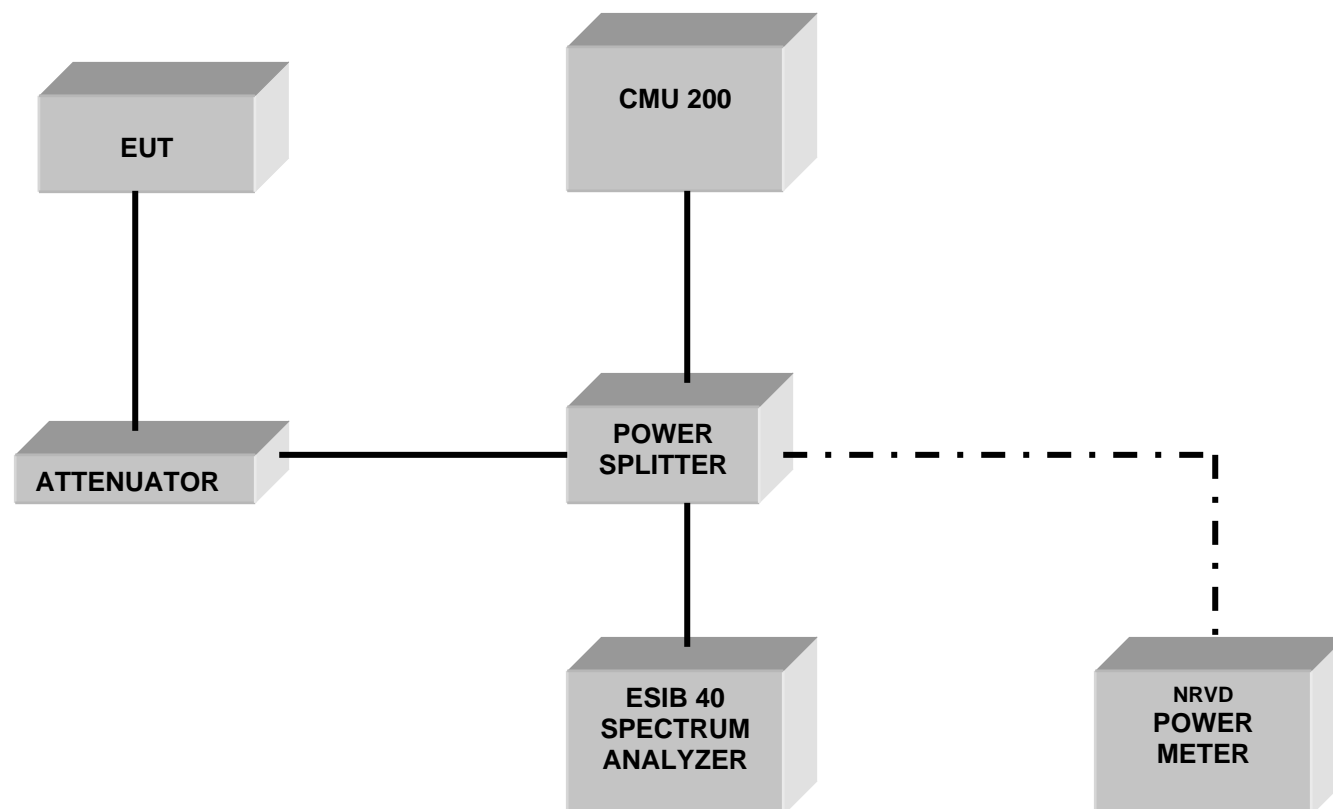 CMU 200
EUT
POWER
SPLITTER
ATTENUATOR
ESIB 40
SPECTRUM
ANALYZER
NRVD
POWER
METER